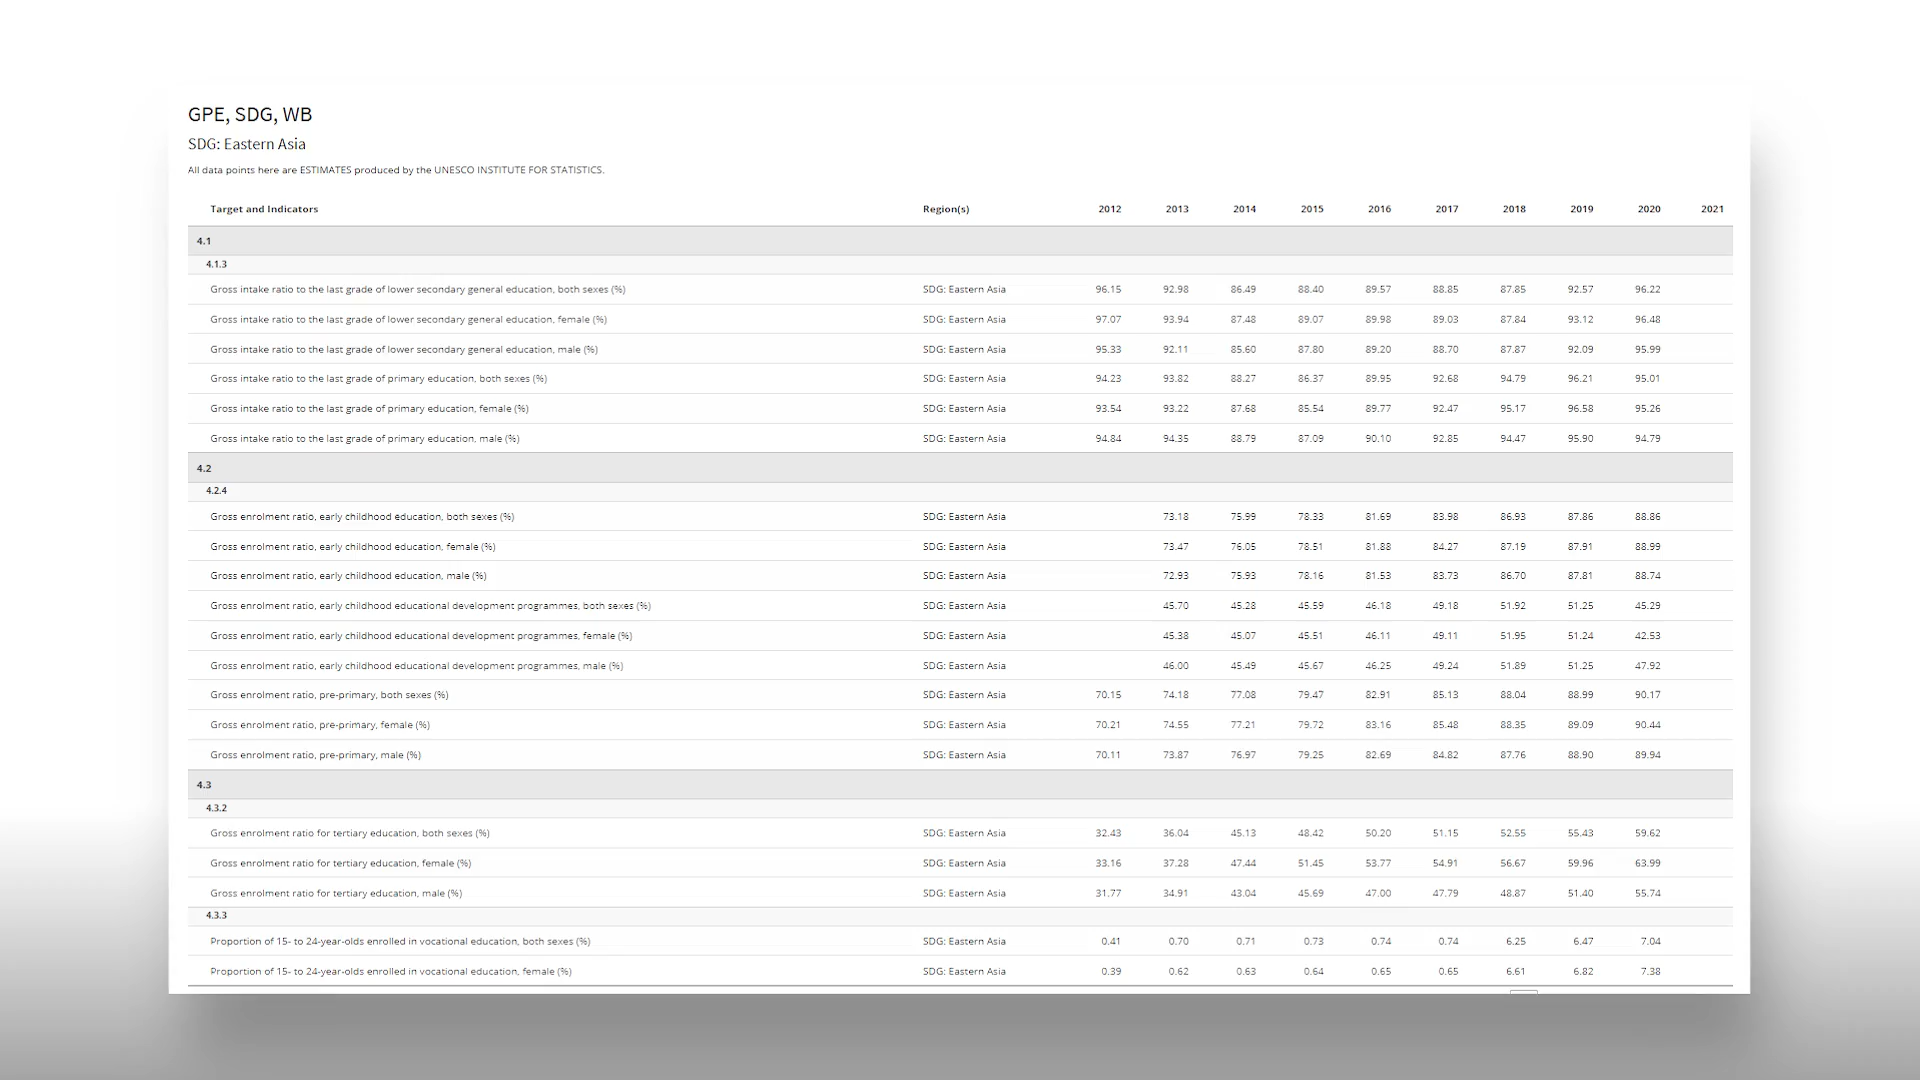 GPE, SDG, WB
SDG: Eastern Asia
All data points here are ESTIMATES produced by the UNESCO INSTITUTE FOR STATISTICS.
Target and Indicators Region(s) 2012 2013 2014 2015 2016 2017 2018 2019 2020 2021
4.1
4.1.3
Gross intake ratio to the last grade of lower secondary general education, both sexes (%) SDG: Eastern Asia 96.15 92.98 86.49 88.40 89.57 88.85 87.85 92.57 96.22
Gross intake ratio to the last grade of lower secondary general education, female (%) SDG: Eastern Asia 97.07 93.94 87.48 89.07 89.98 89.03 87.84 93.12 96.48
Gross intake ratio to the last grade of lower secondary general education, male (%) SDG: Eastern Asia 95.33 92.11 85.60 87.80 89.20 88.70 87.87 92.09 95.99
Gross intake ratio to the last grade of primary education, both sexes (%) SDG: Eastern Asia 94.23 93.82 88.27 86.37 89.95 92.68 94.79 96.21 95.01
Gross intake ratio to the last grade of primary education, female (%) SDG: Eastern Asia 93.54 93.22 87.68 85.54 89.77 92.47 95.17 96.58 95.26
Gross intake ratio to the last grade of primary education, male (%) SDG: Eastern Asia 94.84 94.35 88.79 87.09 90.10 92.85 94.47 95.90 94.79
4.2
4.2.4
Gross enrolment ratio, early childhood education, both sexes (%) SDG: Eastern Asia 73.18 75.99 78.33 81.69 83.98 86.93 87.86 88.86
Gross enrolment ratio, early childhood education, female (%) SDG: Eastern Asia 73.47 76.05 78.51 81.88 84.27 87.19 87.91 88.99
Gross enrolment ratio, early childhood education, male (%) SDG: Eastern Asia 72.93 75.93 78.16 81.53 83.73 86.70 87.81 88.74
Gross enrolment ratio, early childhood educational development programmes, both sexes (%) SDG: Eastern Asia 45.70 45.28 45.59 46.18 49.18 51.92 51.25 45.29
Gross enrolment ratio, early childhood educational development programmes, female (%) SDG: Eastern Asia 45.38 45.07 45.51 46.11 49.11 51.95 51.24 42.53
Gross enrolment ratio, early childhood educational development programmes, male (%) SDG: Eastern Asia 46.00 45.49 45.67 46.25 49.24 51.89 51.25 47.92
Gross enrolment ratio, pre-primary, both sexes (%) SDG: Eastern Asia 70.15 74.18 77.08 79.47 82.91 85.13 88.04 88.99 90.17
Gross enrolment ratio, pre-primary, female (%) SDG: Eastern Asia 70.21 74.55 77.21 79.72 83.16 85.48 88.35 89.09 90.44
Gross enrolment ratio, pre-primary, male (%) SDG: Eastern Asia 70.11 73.87 76.97 79.25 82.69 84.82 87.76 88.90 89.94
4.3
4.3.2
Gross enrolment ratio for tertiary education, both sexes (%) SDG: Eastern Asia 32.43 36.04 45.13 48.42 50.20 51.15 52.55 55.43 59.62
Gross enrolment ratio for tertiary education, female (%) SDG: Eastern Asia 33.16 37.28 47.44 51.45 53.77 54.91 56.67 59.96 63.99
Gross enrolment ratio for tertiary education, male (%) SDG: Eastern Asia 31.77 34.91 43.04 45.69 47.00 47.79 48.87 51.40 55.74
4.3.3
Proportion of 15- to 24-year-olds enrolled in vocational education, both sexes (%) SDG: Eastern Asia 0.41 0.70 0.71 0.73 0.74 0.74 6.25 6.47 7.04
Proportion of 15- to 24-year-olds enrolled in vocational education, female (%) SDG: Eastern Asia 0.39 0.62 0.63 0.64 0.65 0.65 6.61 6.82 7.38